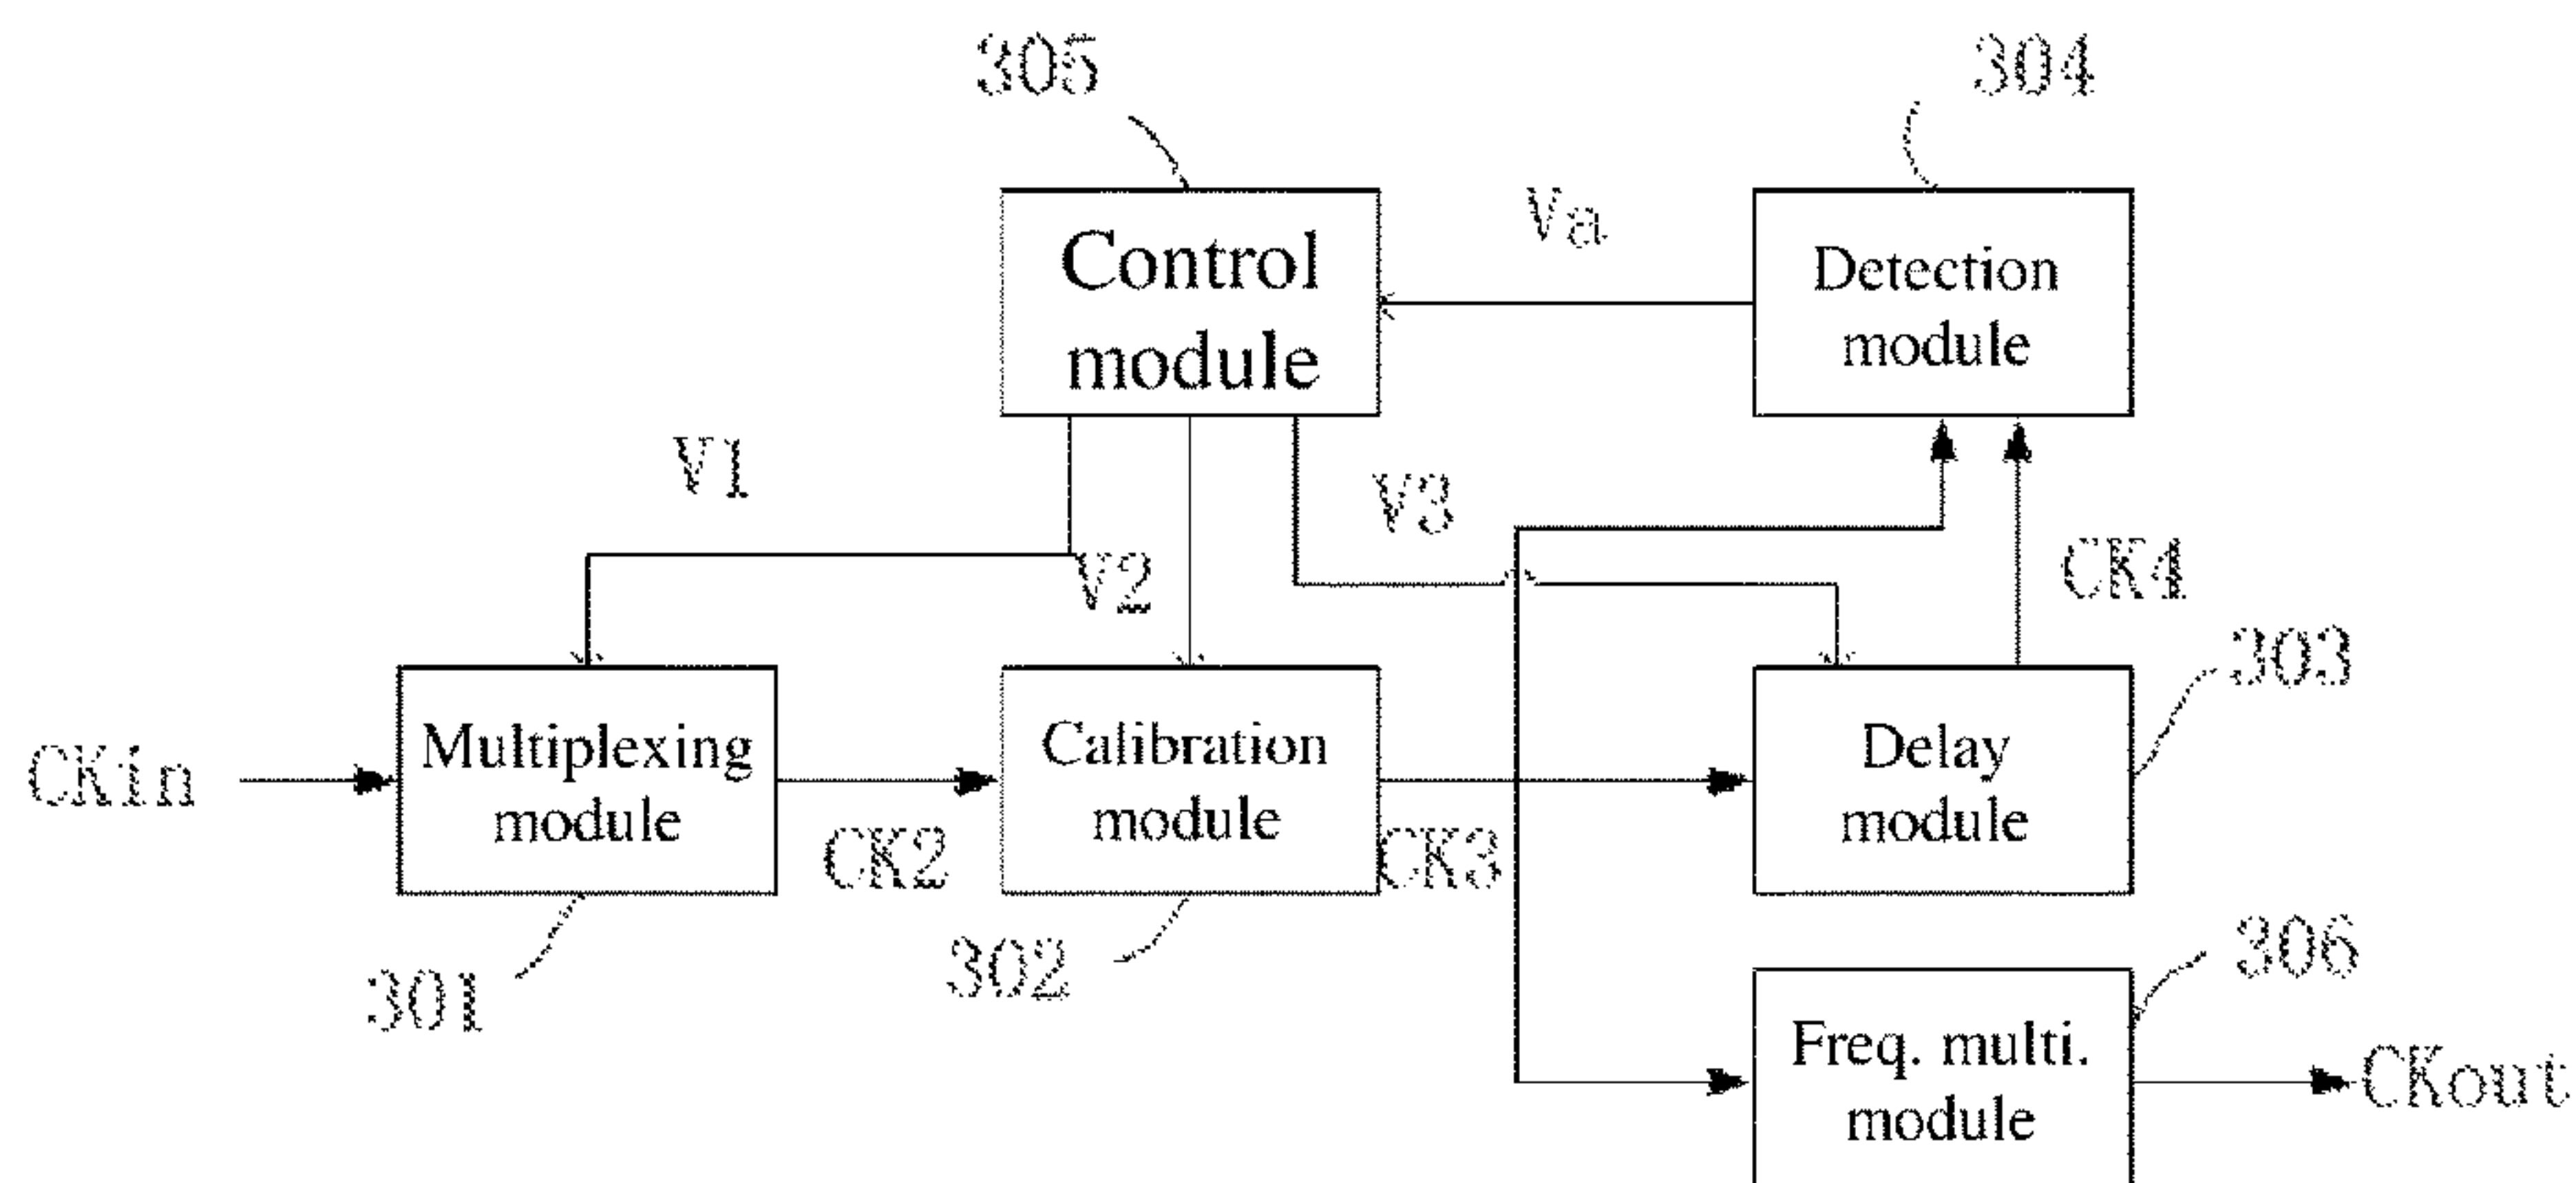 305
304
Control
module
Va
Detection
module
V1
V2
V3
CK4
303
CKin
Multiplexing
module
CK2
Calibration
module
CK3
Delay
module
301
302
306
Freq. multi.
module
CKout